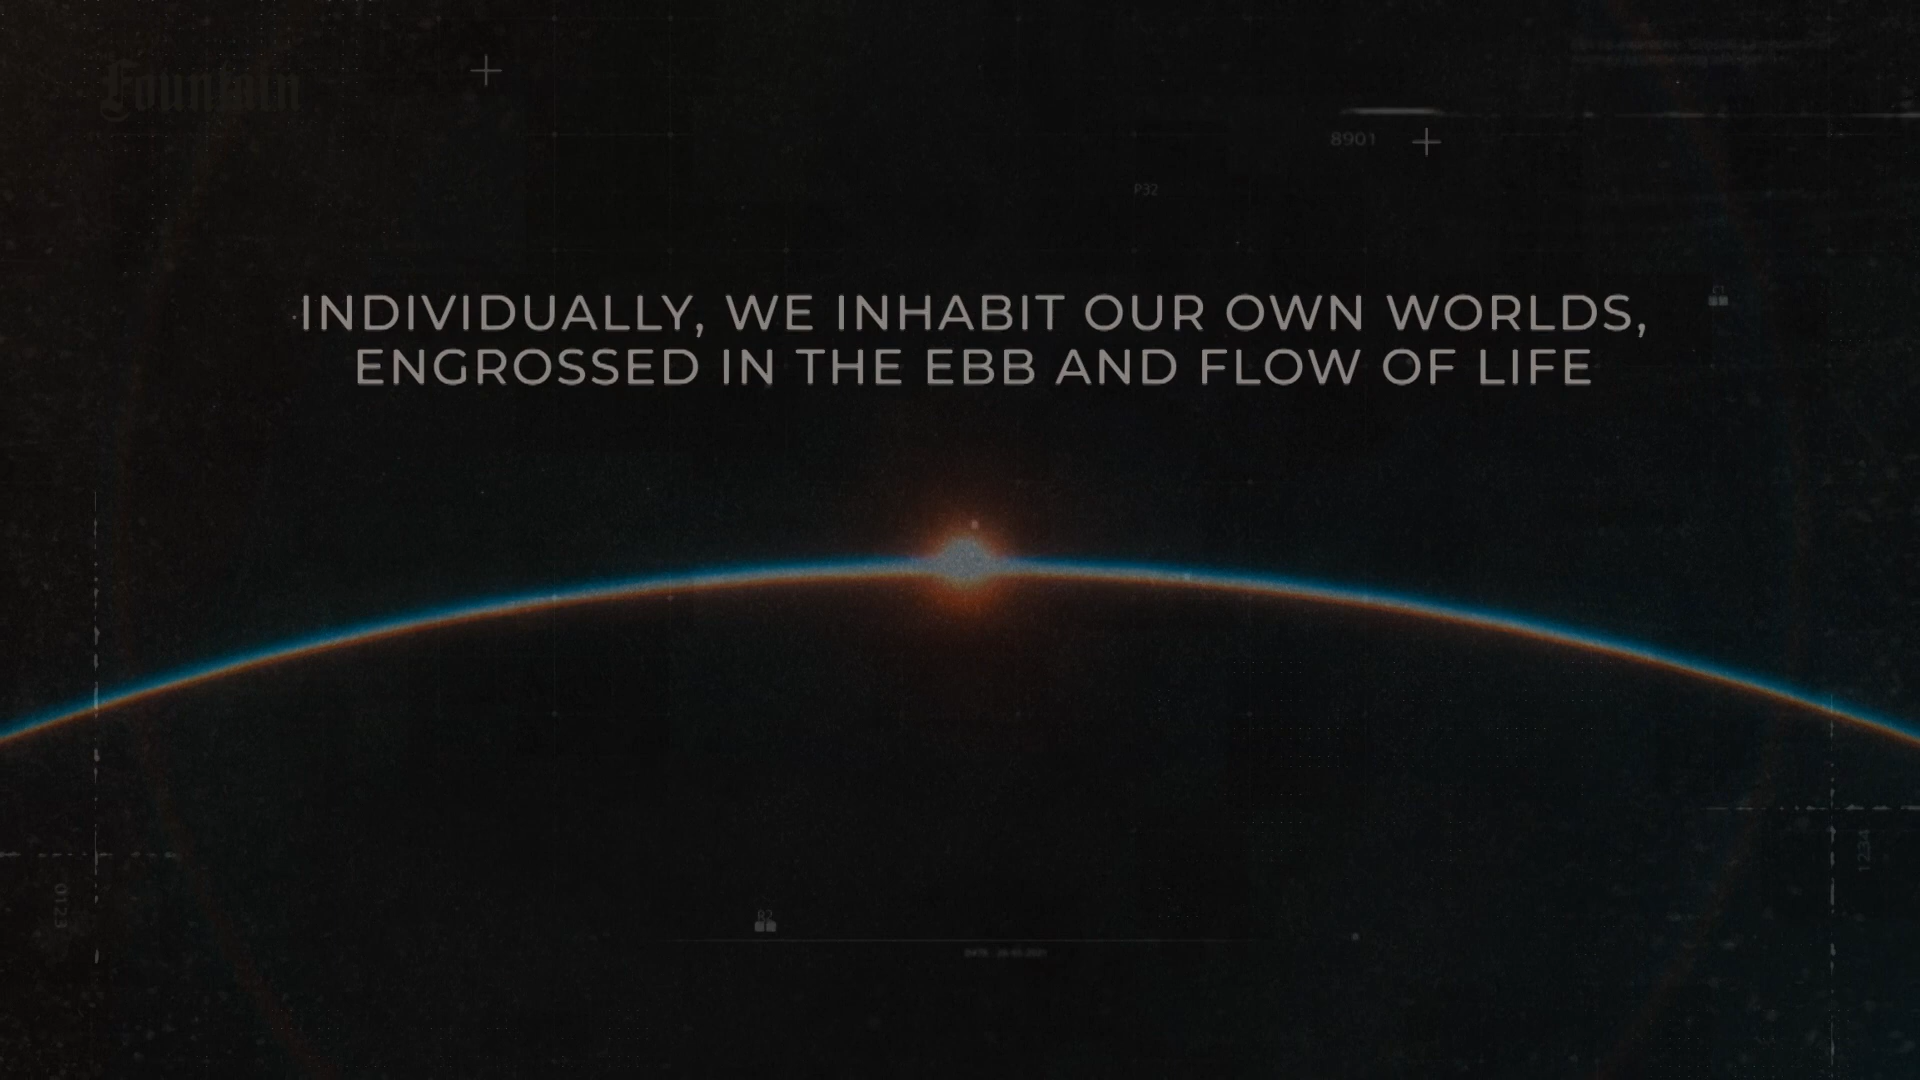 Fountain
8901
P32
INDIVIDUALLY, WE INHABIT OUR OWN WORLDS,
ENGROSSED IN THE EBB AND FLOW OF LIFE
1234
0123
R2